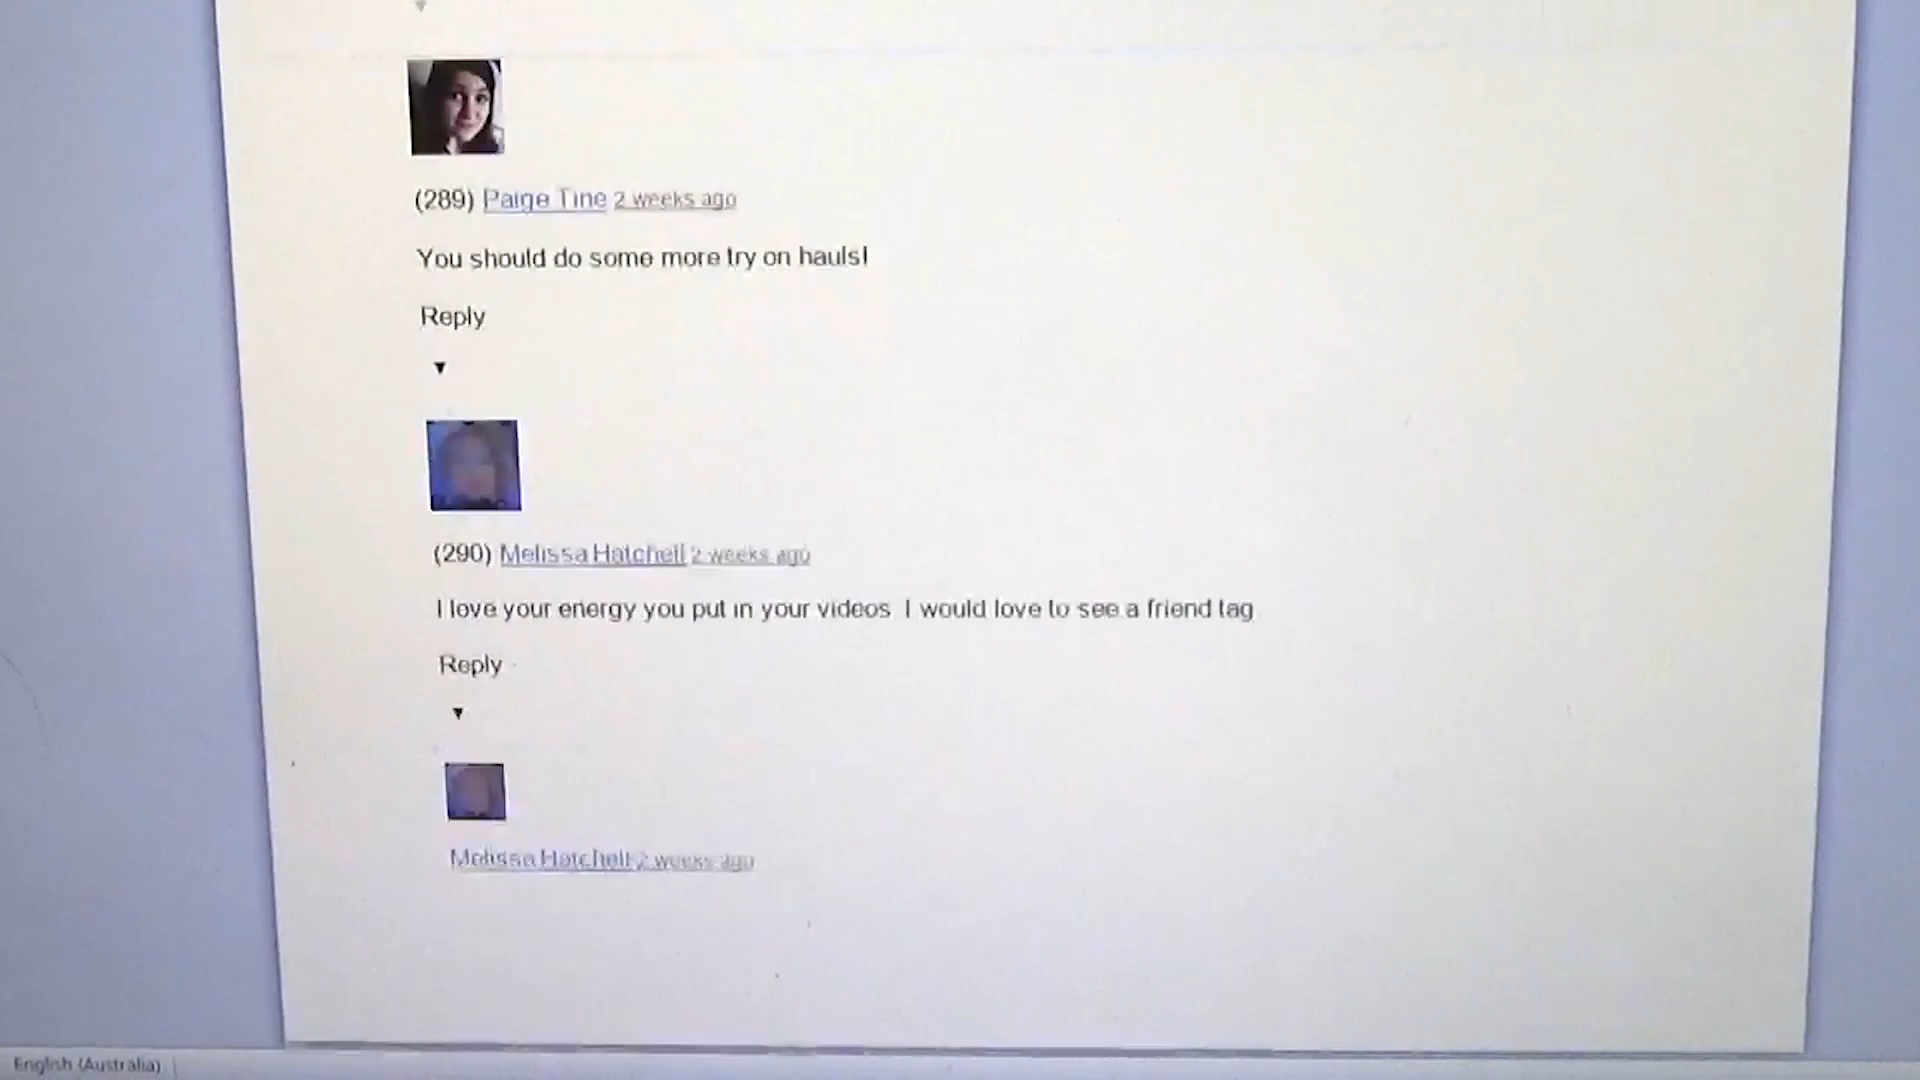 (289) Paige Tine 2 weeks ago
You should do some more try on hauls!
Reply
(290) Melissa Hatchell 2 weeks ago
I love your energy you put in your videos I would love to see a friend tag
Reply
Melissa Hatchell 2 weeks ago
English (Australia)